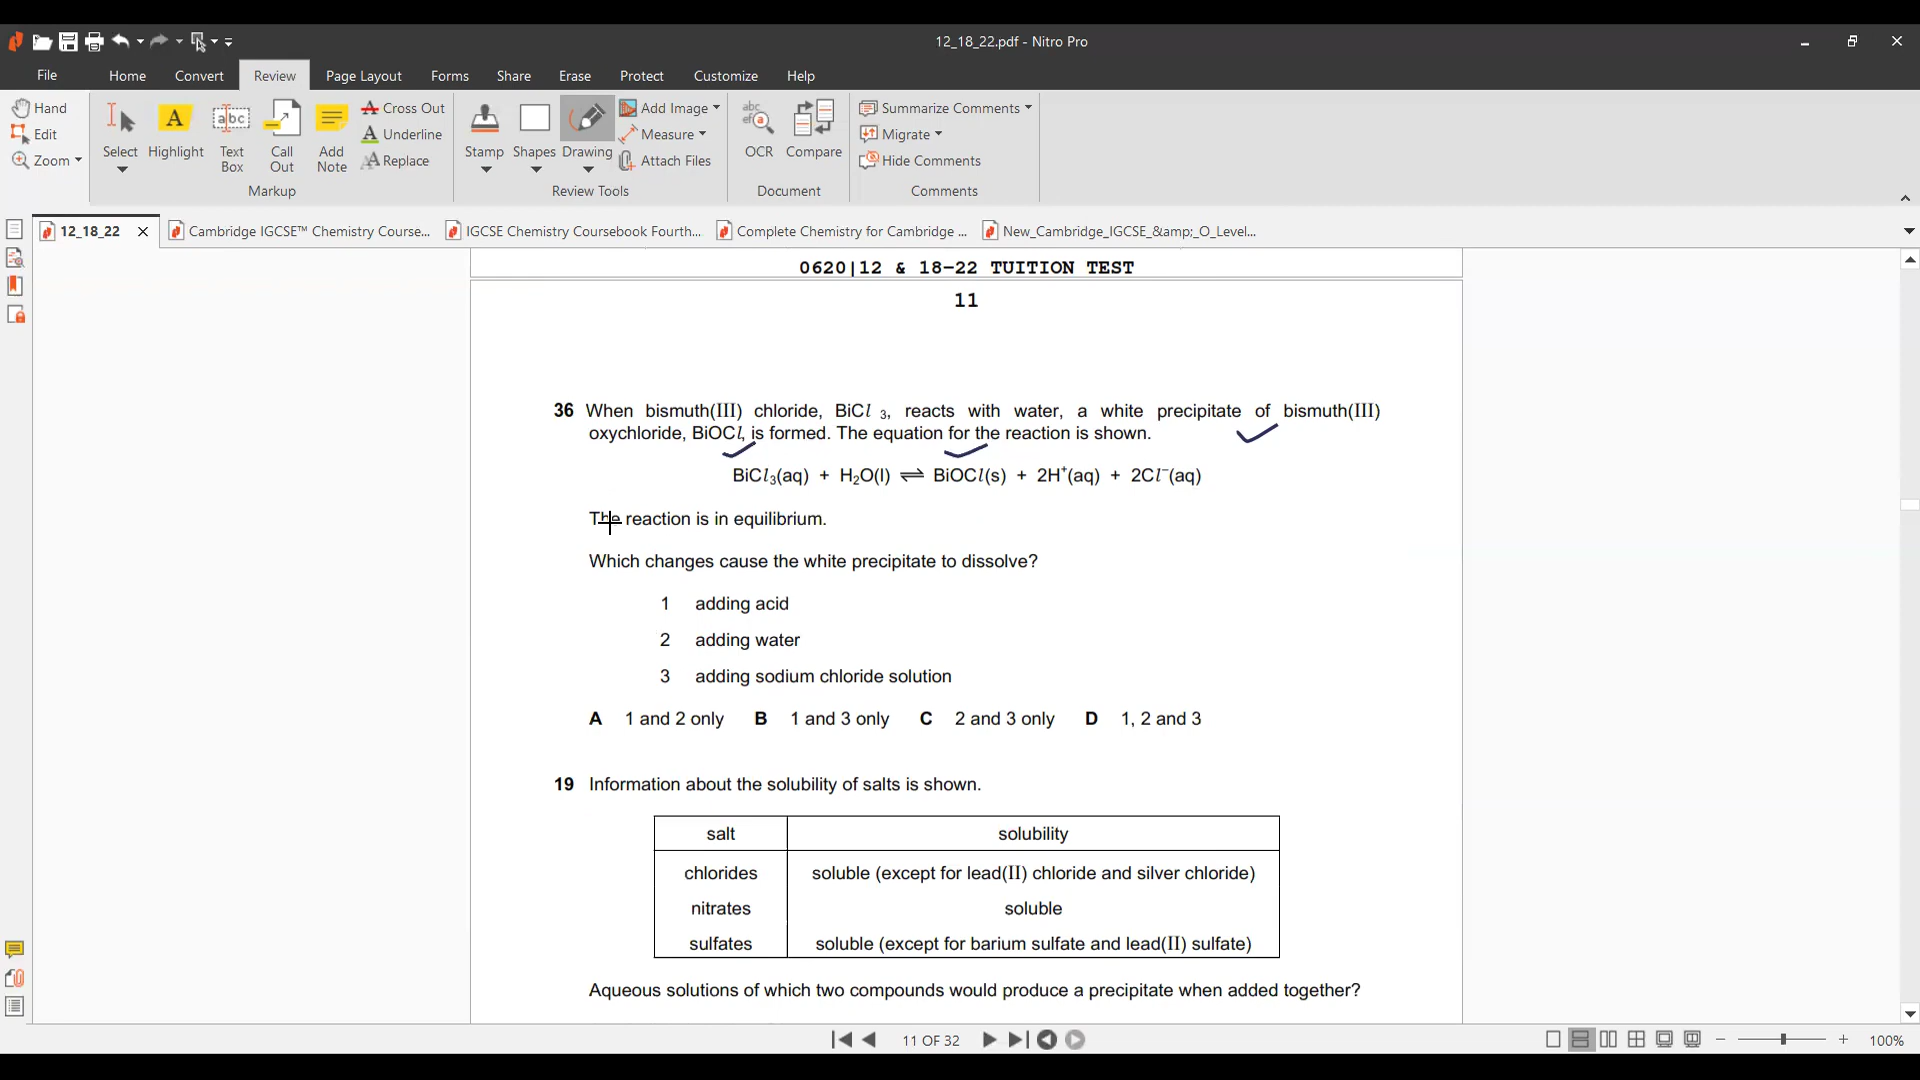 12_18_22.pdf - Nitro Pro
File Home Convert Review Page Layout Forms Share Erase Protect Customize Help
Hand
Edit
Zoom
Select
Highlight
Text Box
Call Out
Add Note
Cross Out
Underline
Replace
Markup
Stamp
Shapes
Drawing
Add Image
Measure
Attach Files
Review Tools
OCR
Compare
Document
Summarize Comments
Migrate
Hide Comments
Comments
12_18_22 Cambridge IGCSE™ Chemistry Course... IGCSE Chemistry Coursebook Fourth... Complete Chemistry for Cambridge ... New_Cambridge_IGCSE_&amp;_O_Level...
0620|12 & 18-22 TUITION TEST
11
36 When bismuth(III) chloride, BiCl 3, reacts with water, a white precipitate of bismuth(III)
oxychloride, BiOCl, is formed. The equation for the reaction is shown.
BiCl₃(aq) + H₂O(l) ⇌ BiOCl(s) + 2H⁺(aq) + 2Cl⁻(aq)
The reaction is in equilibrium.
Which changes cause the white precipitate to dissolve?
1 adding acid
2 adding water
3 adding sodium chloride solution
A 1 and 2 only B 1 and 3 only C 2 and 3 only D 1, 2 and 3
19 Information about the solubility of salts is shown.
salt solubility
chlorides soluble (except for lead(II) chloride and silver chloride)
nitrates soluble
sulfates soluble (except for barium sulfate and lead(II) sulfate)
Aqueous solutions of which two compounds would produce a precipitate when added together?
11 OF 32
100%